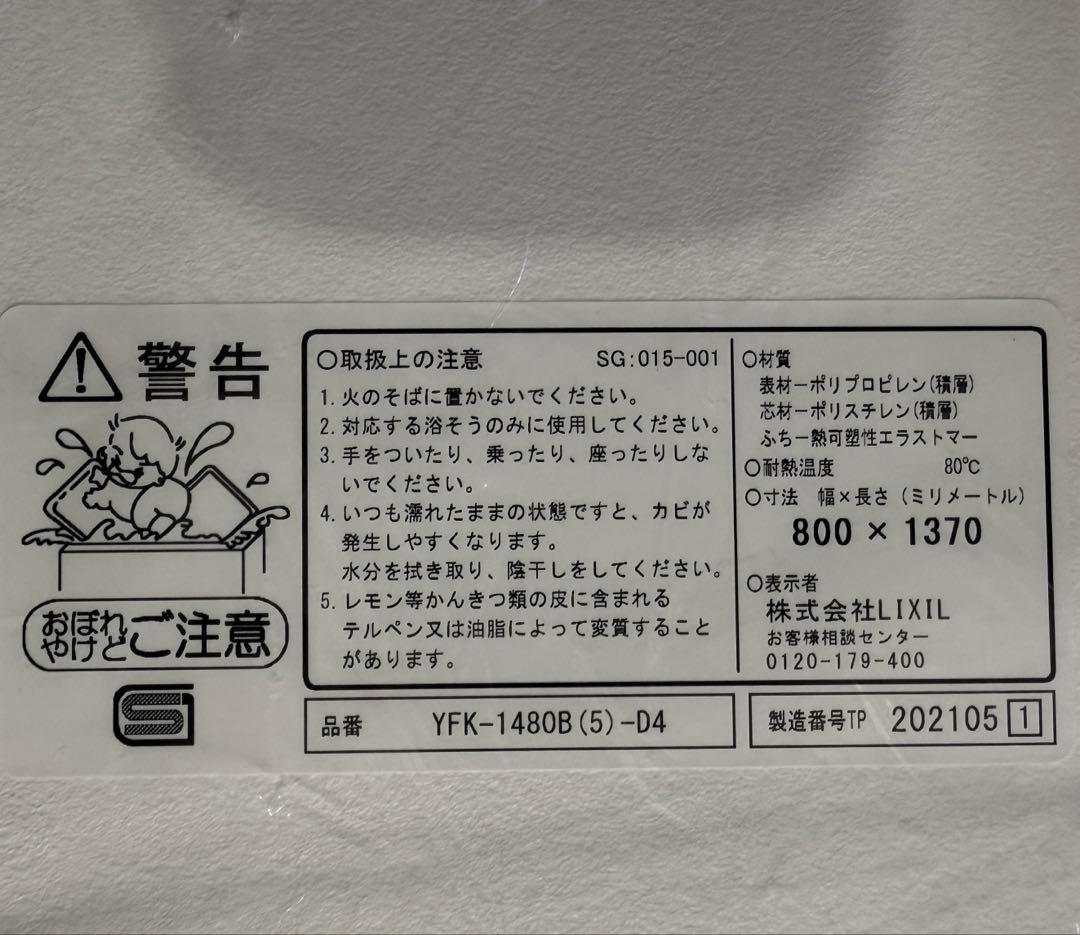 警告
おぼれ
やけど
ご注意
○取扱上の注意 SG:015-001
1. 火のそばに置かないでください。
2. 対応する浴そうのみに使用してください。
3. 手をついたり、乗ったり、座ったりしな
いでください。
4. いつも濡れたままの状態ですと、カビが
発生しやすくなります。
水分を拭き取り、陰干しをしてください。
5. レモン等かんきつ類の皮に含まれる
テルペン又は油脂によって変質すること
があります。
○材質
表材ーポリプロピレン(積層)
芯材ーポリスチレン(積層)
ふちー熱可塑性エラストマー
○耐熱温度 80℃
○寸法 幅×長さ(ミリメートル)
800 × 1370
○表示者
株式会社LIXIL
お客様相談センター
0120-179-400
品番 YFK-1480B(5)-D4
製造番号TP 202105 1